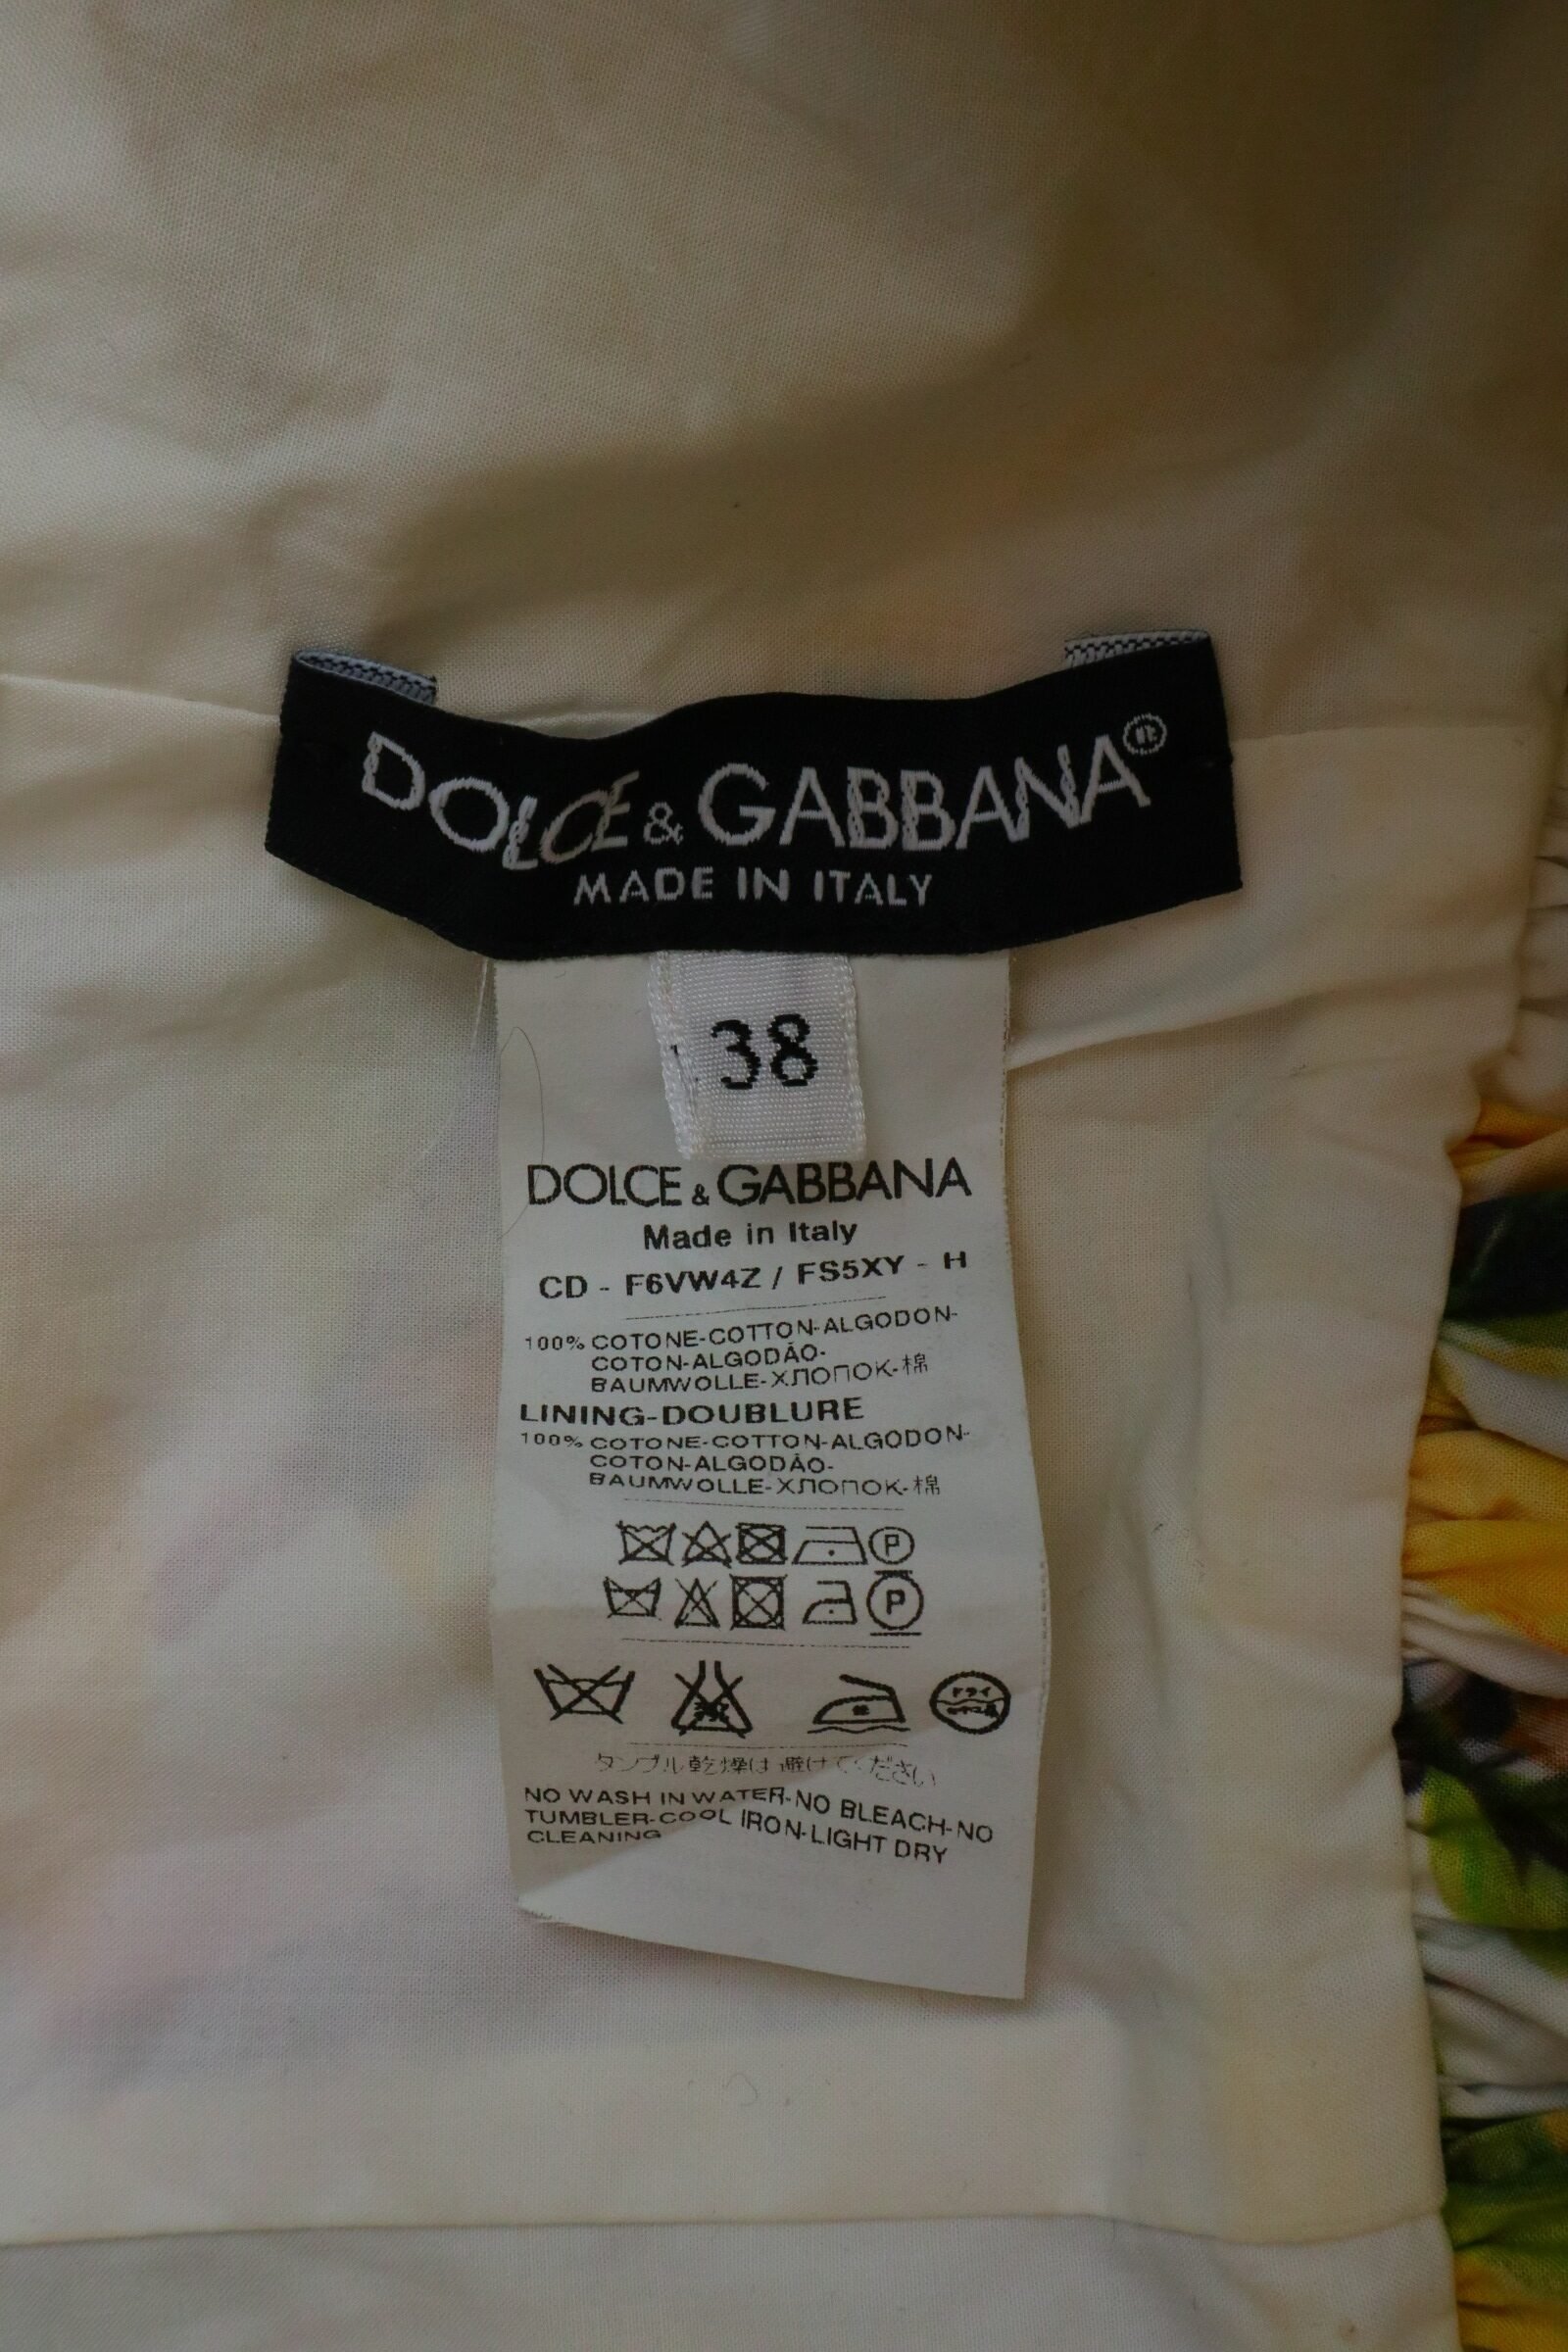 DOLCE & GABBANA®
MADE IN ITALY
38
DOLCE & GABBANA
Made in Italy
CD - F6VW4Z / FS5XY - H
100% COTONE-COTTON-ALGODON-
COTON-ALGODÃO-
BAUMWOLLE-ХЛОПОК-棉
LINING-DOUBLURE
100% COTONE-COTTON-ALGODON-
COTON-ALGODÃO-
BAUMWOLLE-ХЛОПОК-棉
P
P
ドライ
タンブル乾燥は避けてください
NO WASH IN WATER-NO BLEACH-NO
TUMBLER-COOL IRON-LIGHT DRY
CLEANING